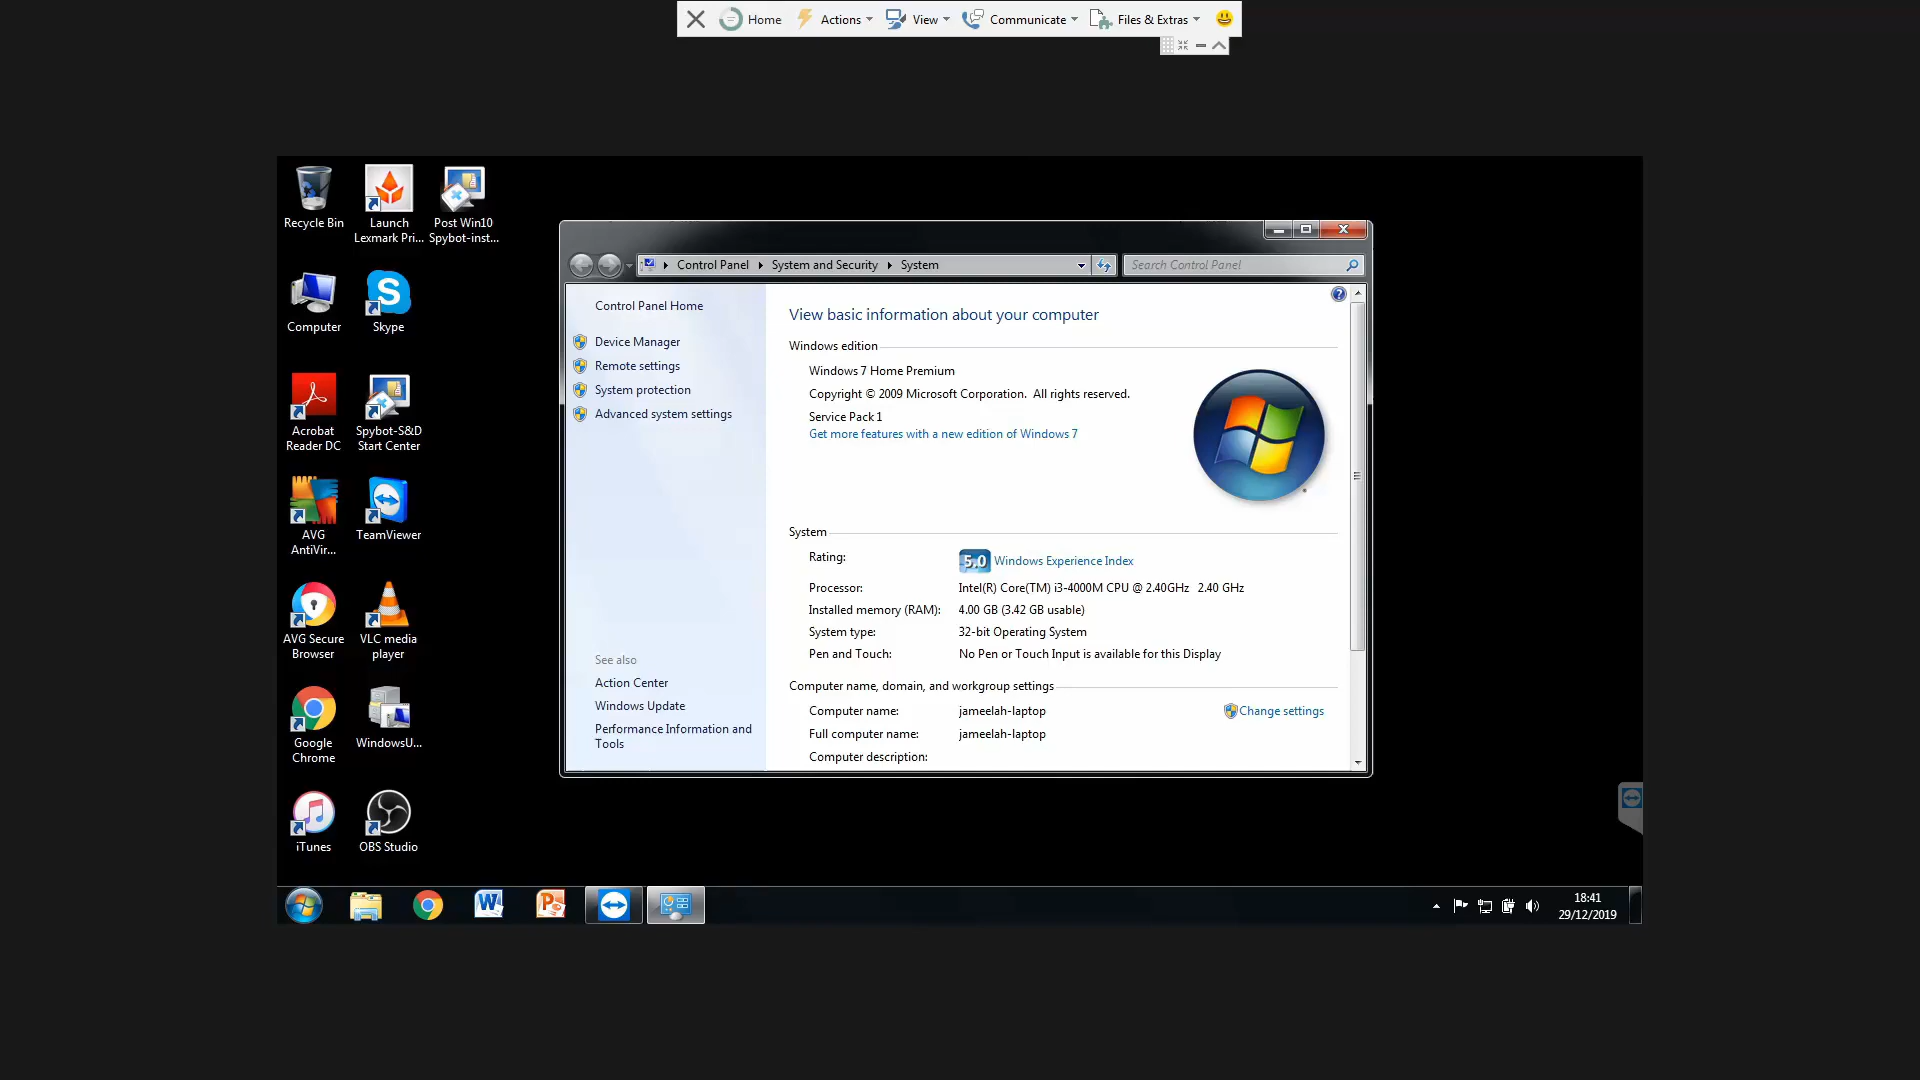 Home Actions View Communicate Files & Extras
Recycle Bin
Launch
Lexmark Pri...
Post Win10
Spybot-inst...
Computer
Skype
Acrobat
Reader DC
Spybot-S&D
Start Center
AVG
AntiVir...
TeamViewer
AVG Secure
Browser
VLC media
player
Google
Chrome
WindowsU...
iTunes
OBS Studio
Control Panel System and Security System
Search Control Panel
Control Panel Home
Device Manager
Remote settings
System protection
Advanced system settings
See also
Action Center
Windows Update
Performance Information and
Tools
View basic information about your computer
Windows edition
Windows 7 Home Premium
Copyright © 2009 Microsoft Corporation. All rights reserved.
Service Pack 1
Get more features with a new edition of Windows 7
System
Rating: 5.0 Windows Experience Index
Processor: Intel(R) Core(TM) i3-4000M CPU @ 2.40GHz 2.40 GHz
Installed memory (RAM): 4.00 GB (3.42 GB usable)
System type: 32-bit Operating System
Pen and Touch: No Pen or Touch Input is available for this Display
Computer name, domain, and workgroup settings
Computer name: jameelah-laptop Change settings
Full computer name: jameelah-laptop
Computer description:
18:41
29/12/2019